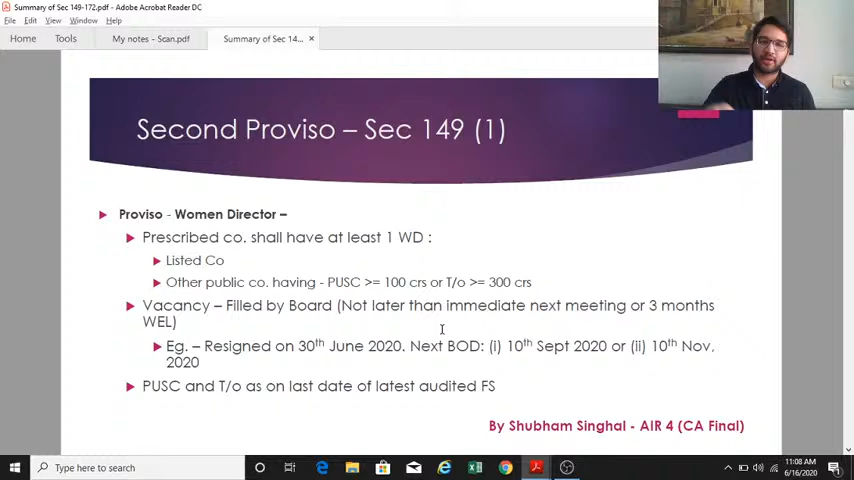 Summary of Sec 149-172.pdf - Adobe Acrobat Reader DC
File Edit View Window Help
Home Tools My notes - Scan.pdf Summary of Sec 14... ×
Second Proviso – Sec 149 (1)
Proviso - Women Director –
Prescribed co. shall have at least 1 WD :
Listed Co
Other public co. having - PUSC >= 100 crs or T/o >= 300 crs
Vacancy – Filled by Board (Not later than immediate next meeting or 3 months
WEL)
Eg. – Resigned on 30th June 2020. Next BOD: (i) 10th Sept 2020 or (ii) 10th Nov.
2020
PUSC and T/o as on last date of latest audited FS
By Shubham Singhal - AIR 4 (CA Final)
Type here to search
11:08 AM
6/16/2020